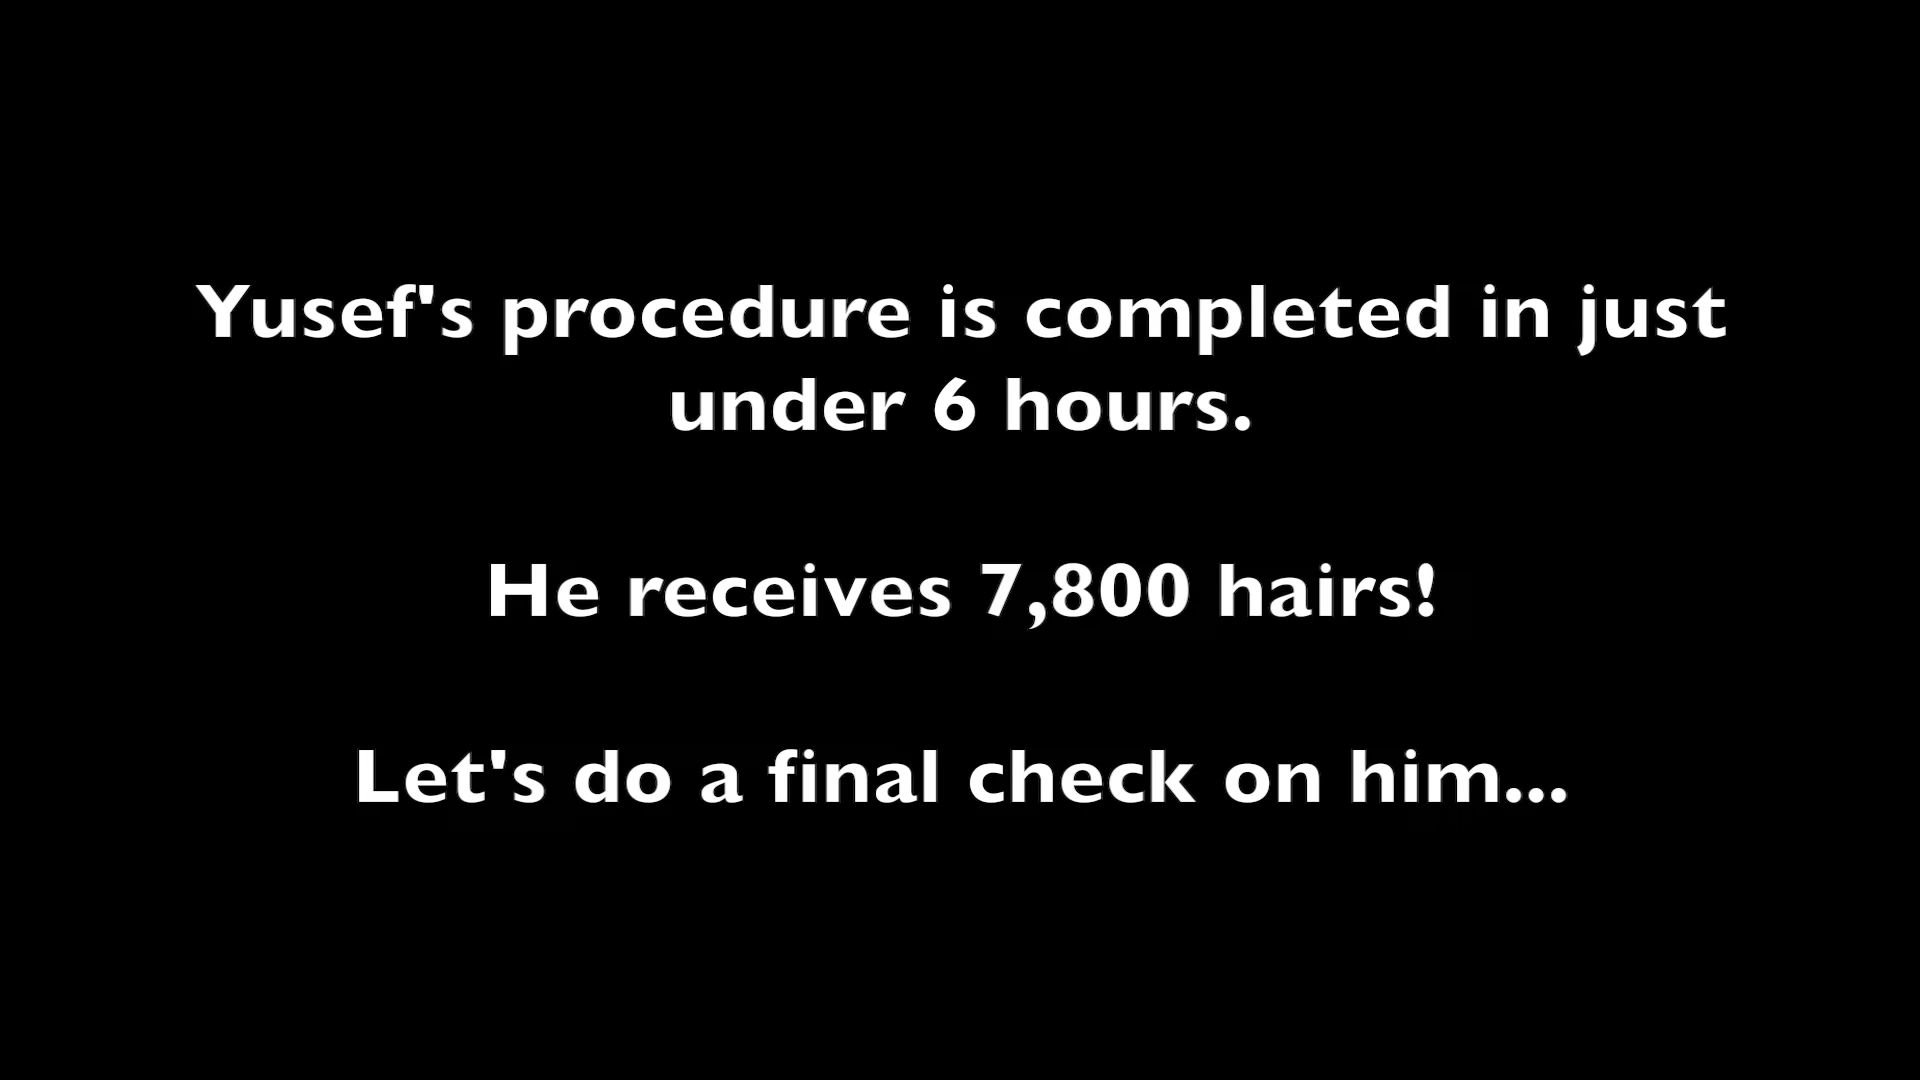 Yusef's procedure is completed in just
under 6 hours.
He receives 7,800 hairs!
Let's do a final check on him...